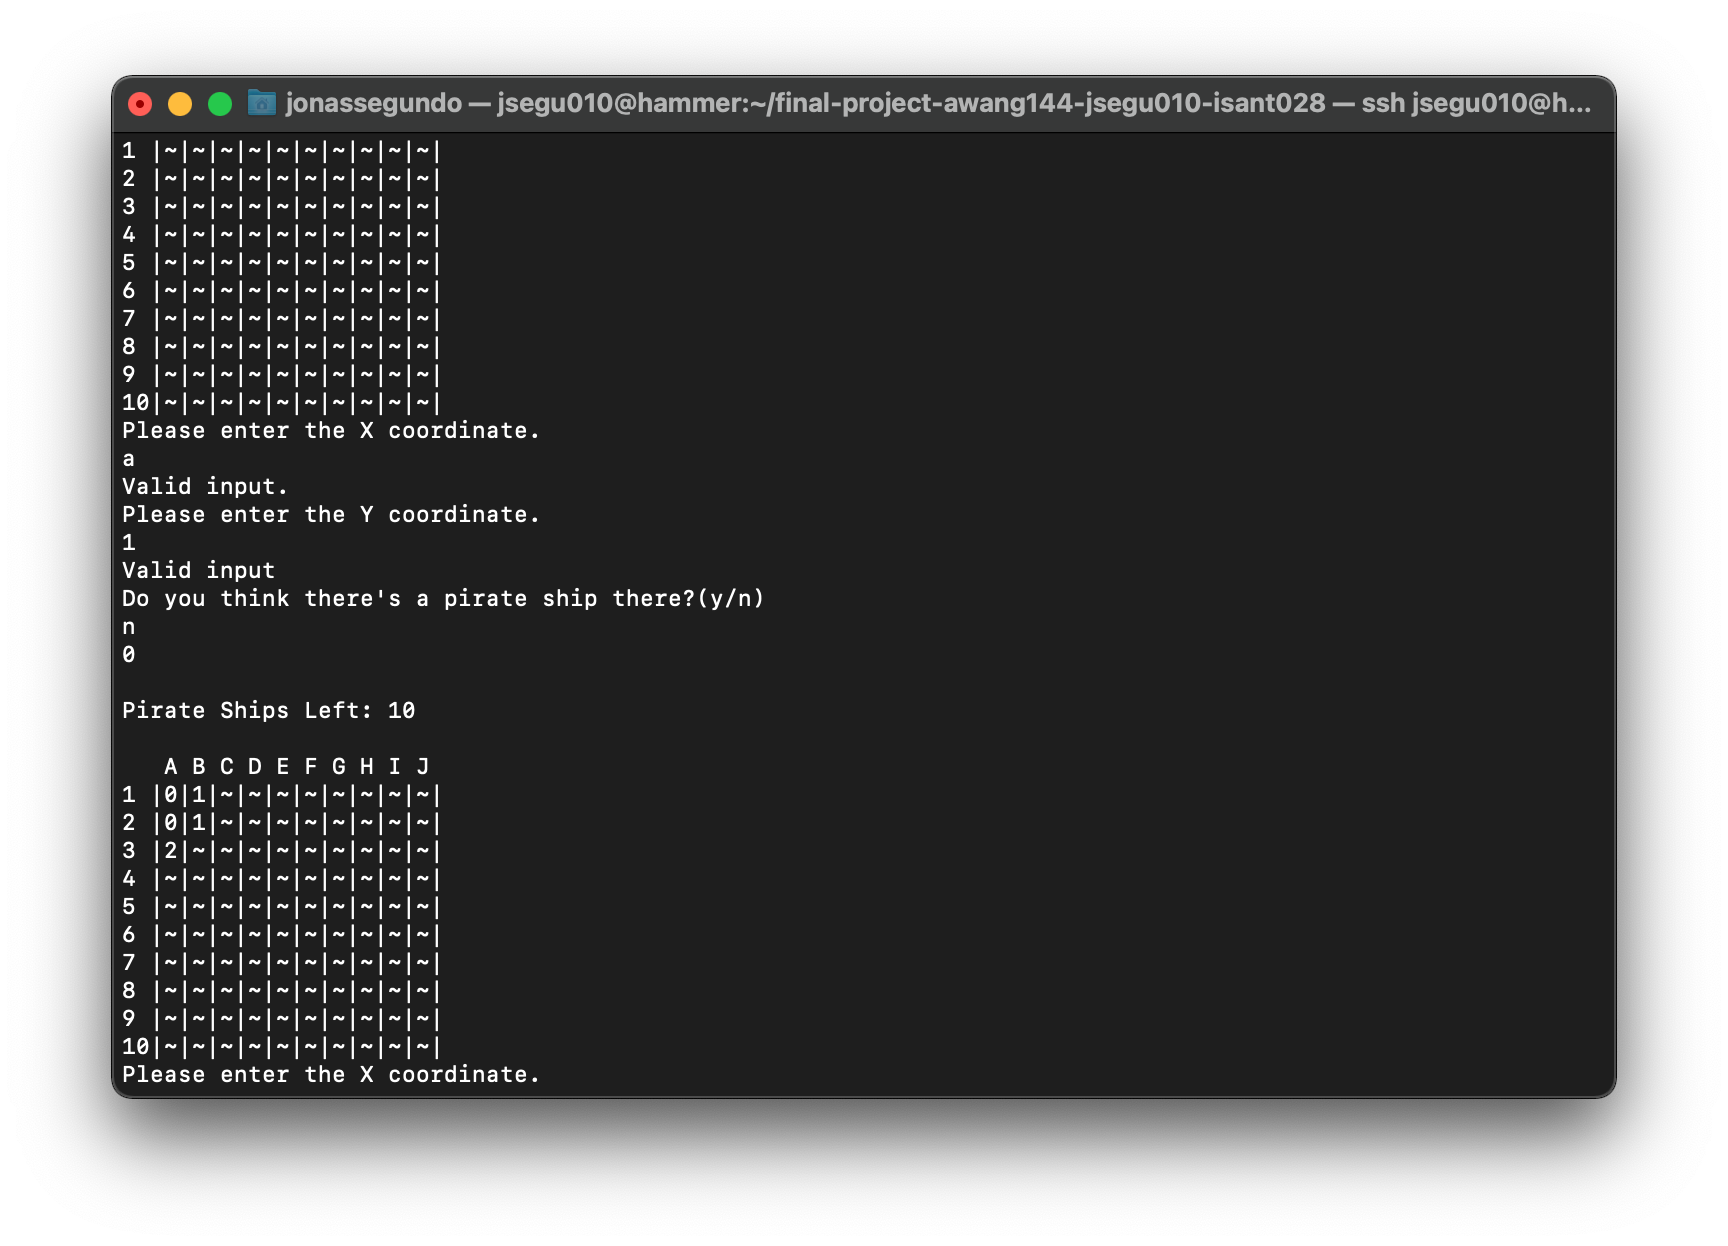 jonassegundo — jsegu010@hammer:~/final-project-awang144-jsegu010-isant028 — ssh jsegu010@h...
1 |~|~|~|~|~|~|~|~|~|~|
2 |~|~|~|~|~|~|~|~|~|~|
3 |~|~|~|~|~|~|~|~|~|~|
4 |~|~|~|~|~|~|~|~|~|~|
5 |~|~|~|~|~|~|~|~|~|~|
6 |~|~|~|~|~|~|~|~|~|~|
7 |~|~|~|~|~|~|~|~|~|~|
8 |~|~|~|~|~|~|~|~|~|~|
9 |~|~|~|~|~|~|~|~|~|~|
10|~|~|~|~|~|~|~|~|~|~|
Please enter the X coordinate.
a
Valid input.
Please enter the Y coordinate.
1
Valid input
Do you think there's a pirate ship there?(y/n)
n
0
Pirate Ships Left: 10
   A B C D E F G H I J
1 |0|1|~|~|~|~|~|~|~|~|
2 |0|1|~|~|~|~|~|~|~|~|
3 |2|~|~|~|~|~|~|~|~|~|
4 |~|~|~|~|~|~|~|~|~|~|
5 |~|~|~|~|~|~|~|~|~|~|
6 |~|~|~|~|~|~|~|~|~|~|
7 |~|~|~|~|~|~|~|~|~|~|
8 |~|~|~|~|~|~|~|~|~|~|
9 |~|~|~|~|~|~|~|~|~|~|
10|~|~|~|~|~|~|~|~|~|~|
Please enter the X coordinate.